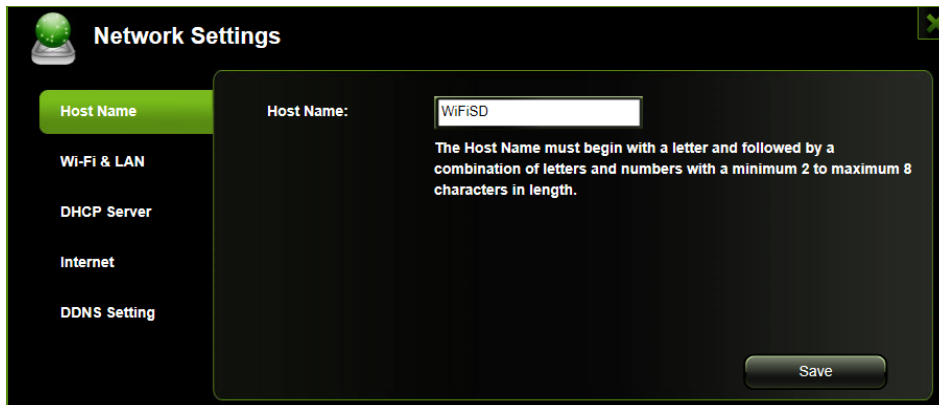 Network Settings
Host Name
Wi-Fi & LAN
DHCP Server
Internet
DDNS Setting
Host Name:
WiFiSD
The Host Name must begin with a letter and followed by a
combination of letters and numbers with a minimum 2 to maximum 8
characters in length.
Save